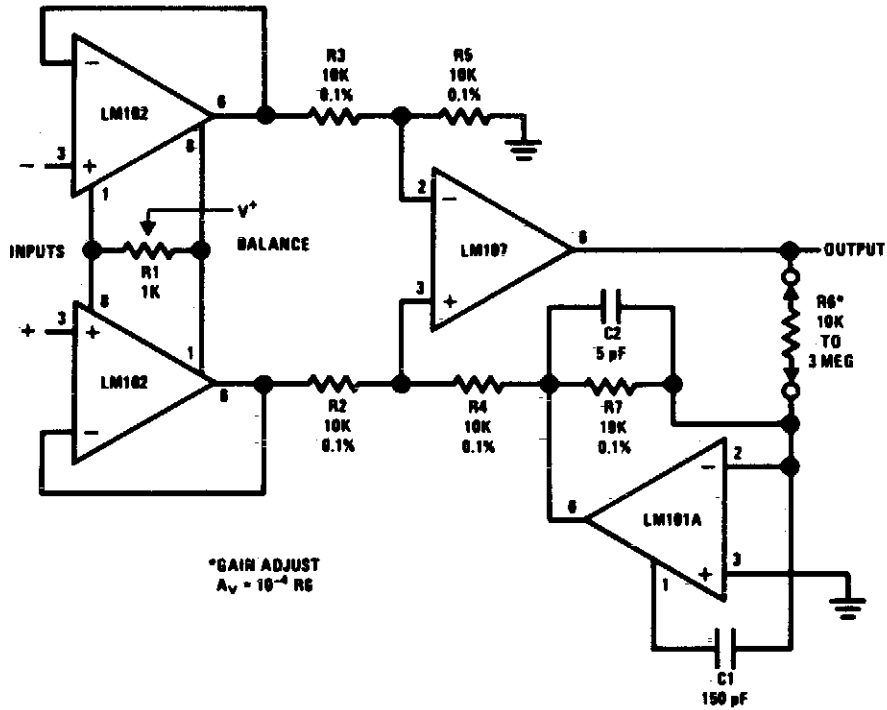 R3
10K
0.1%
R5
10K
0.1%
−
LM102
6
8
− 3 +
1
2
−
LM107
6
OUTPUT
V+
INPUTS
BALANCE
R1
1K
8
3
+
R6*
10K
TO
3 MEG
C2
5 pF
+ 3 +
1
LM102
6
−
R2
10K
0.1%
R4
10K
0.1%
R7
10K
0.1%
2
−
LM101A
6
3
+
1
*GAIN ADJUST
AV = 10−4 R6
C1
150 pF